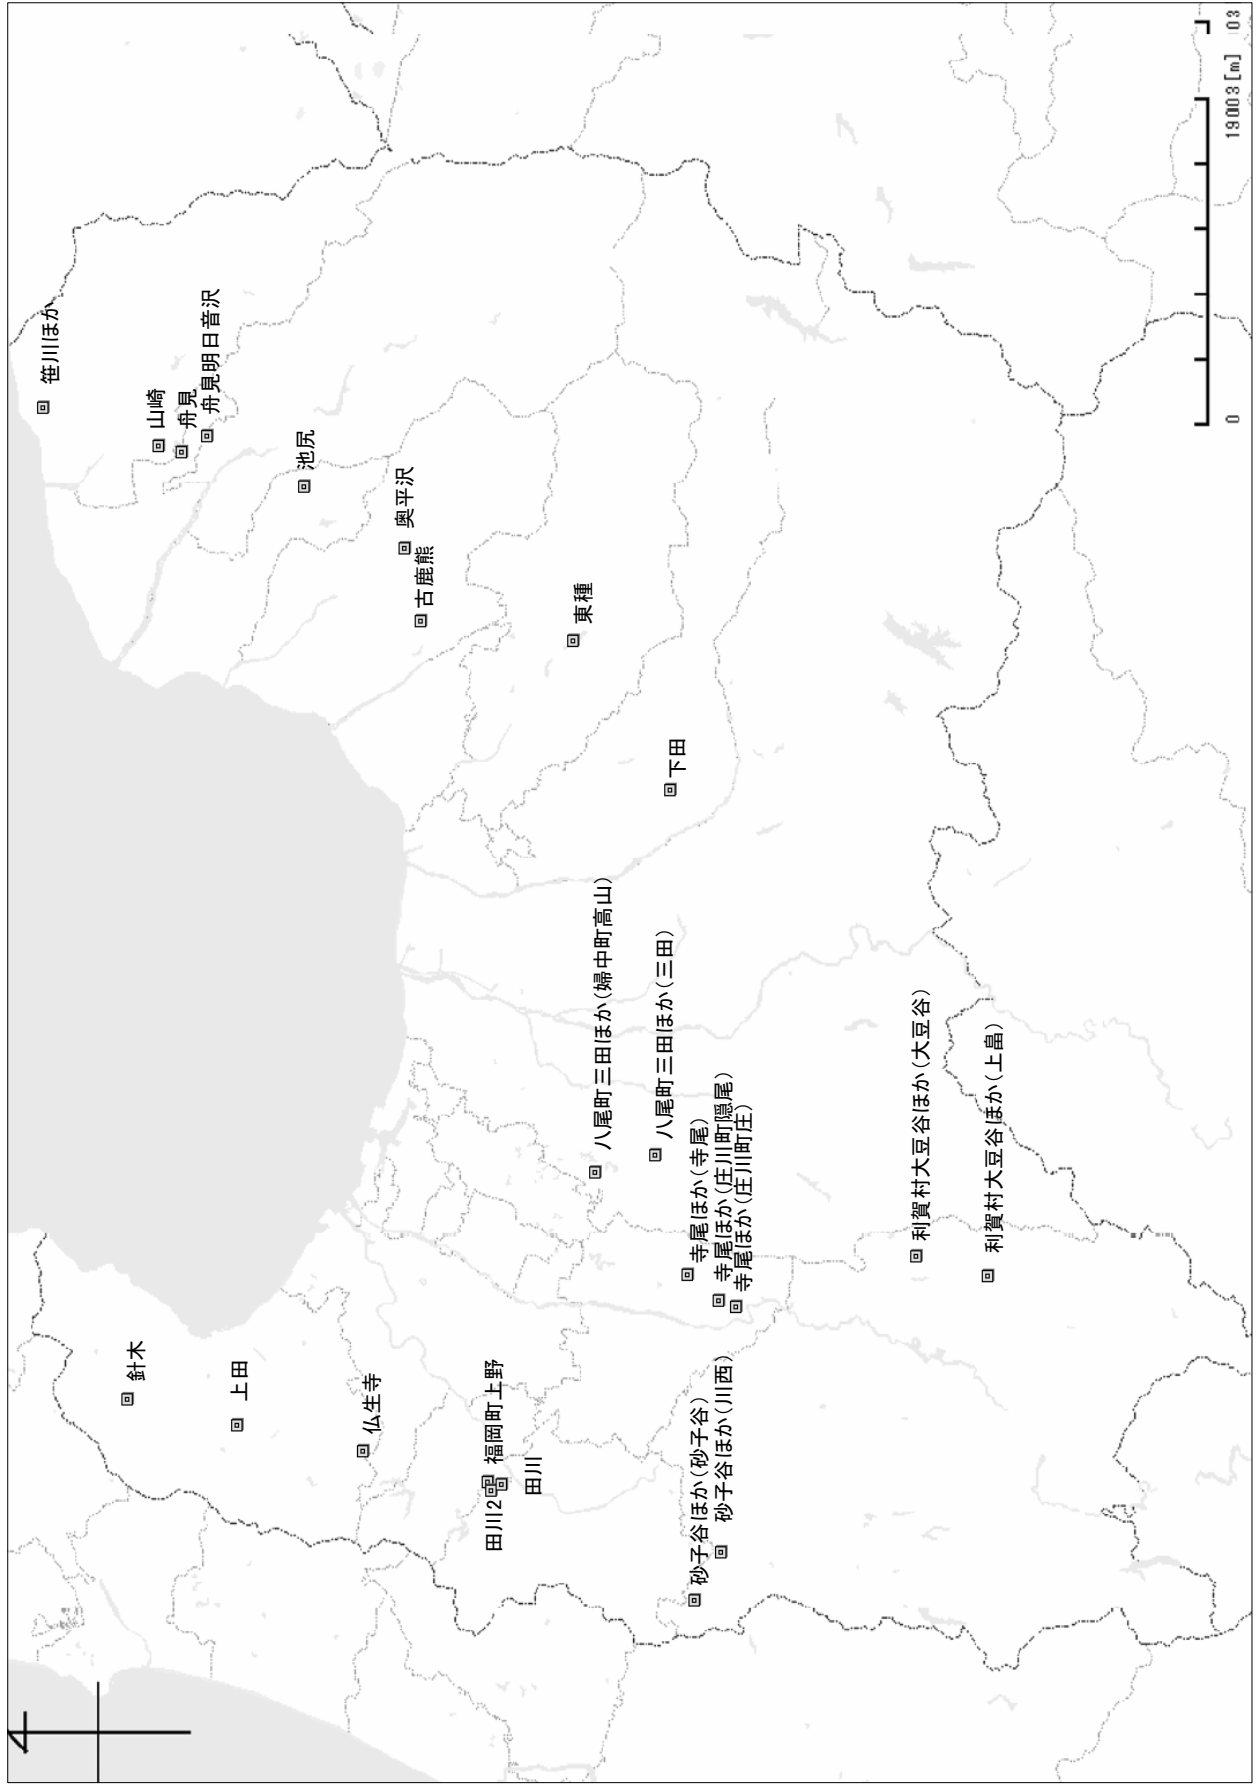 笹川ほか
山崎
舟見
舟見明日音沢
池尻
奥平沢
古鹿熊
東種
下田
八尾町三田ほか(婦中町高山)
八尾町三田ほか(三田)
寺尾ほか(寺尾)
寺尾ほか(庄川町隠尾)
寺尾ほか(庄川町庄)
利賀村大豆谷ほか(大豆谷)
利賀村大豆谷ほか(上畠)
針木
上田
仏生寺
福岡町上野
田川2
田川
砂子谷ほか(砂子谷)
砂子谷ほか(川西)
0
19003[m]
03
4